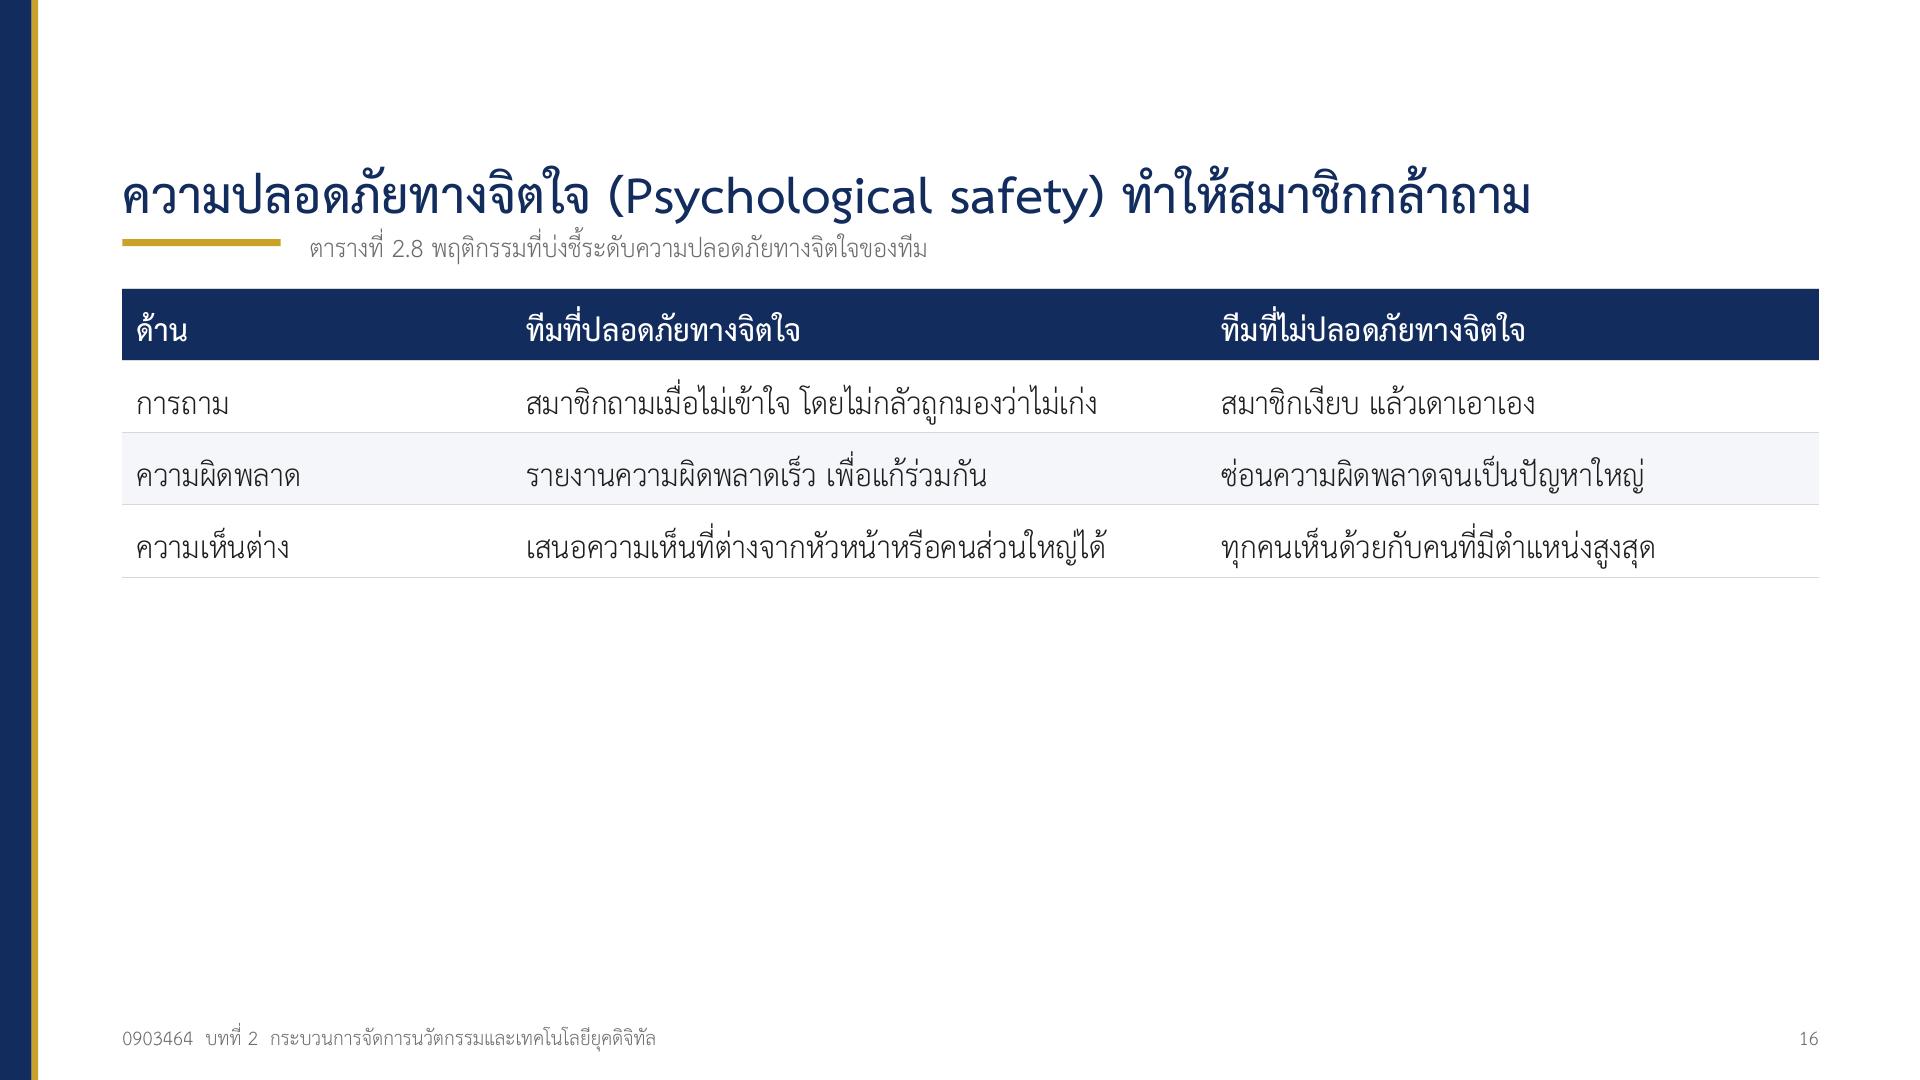 ความปลอดภัยทางจิตใจ (Psychological safety) ทำให้สมาชิกกล้าถาม
ตารางที่ 2.8 พฤติกรรมที่บ่งชี้ระดับความปลอดภัยทางจิตใจของทีม
ด้าน ทีมที่ปลอดภัยทางจิตใจ ทีมที่ไม่ปลอดภัยทางจิตใจ
การถาม สมาชิกถามเมื่อไม่เข้าใจ โดยไม่กลัวถูกมองว่าไม่เก่ง สมาชิกเงียบ แล้วเดาเอาเอง
ความผิดพลาด รายงานความผิดพลาดเร็ว เพื่อแก้ร่วมกัน ซ่อนความผิดพลาดจนเป็นปัญหาใหญ่
ความเห็นต่าง เสนอความเห็นที่ต่างจากหัวหน้าหรือคนส่วนใหญ่ได้ ทุกคนเห็นด้วยกับคนที่มีตำแหน่งสูงสุด
0903464 บทที่ 2 กระบวนการจัดการนวัตกรรมและเทคโนโลยียุคดิจิทัล 16